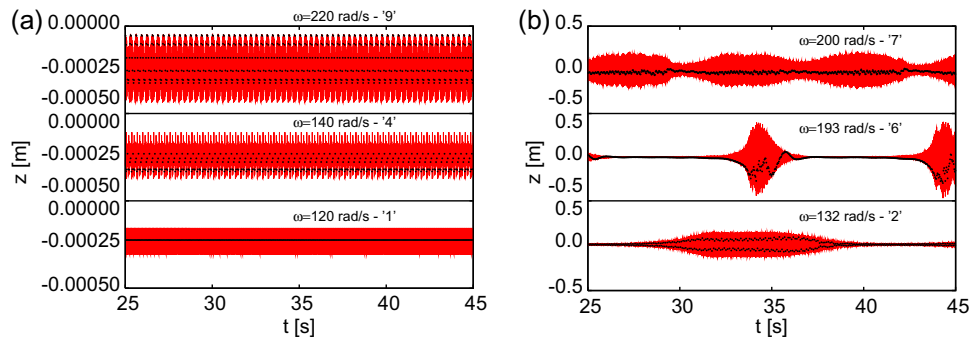 (a)
ω=220 rad/s - '9'
0.00000
-0.00025
-0.00050
ω=140 rad/s - '4'
0.00000
-0.00025
-0.00050
ω=120 rad/s - '1'
0.00000
-0.00025
-0.00050
z [m]
25 30 35 40 45
t [s]
(b)
ω=200 rad/s - '7'
0.5
0.0
-0.5
ω=193 rad/s - '6'
0.5
0.0
-0.5
ω=132 rad/s - '2'
0.5
0.0
-0.5
z [m]
25 30 35 40 45
t [s]